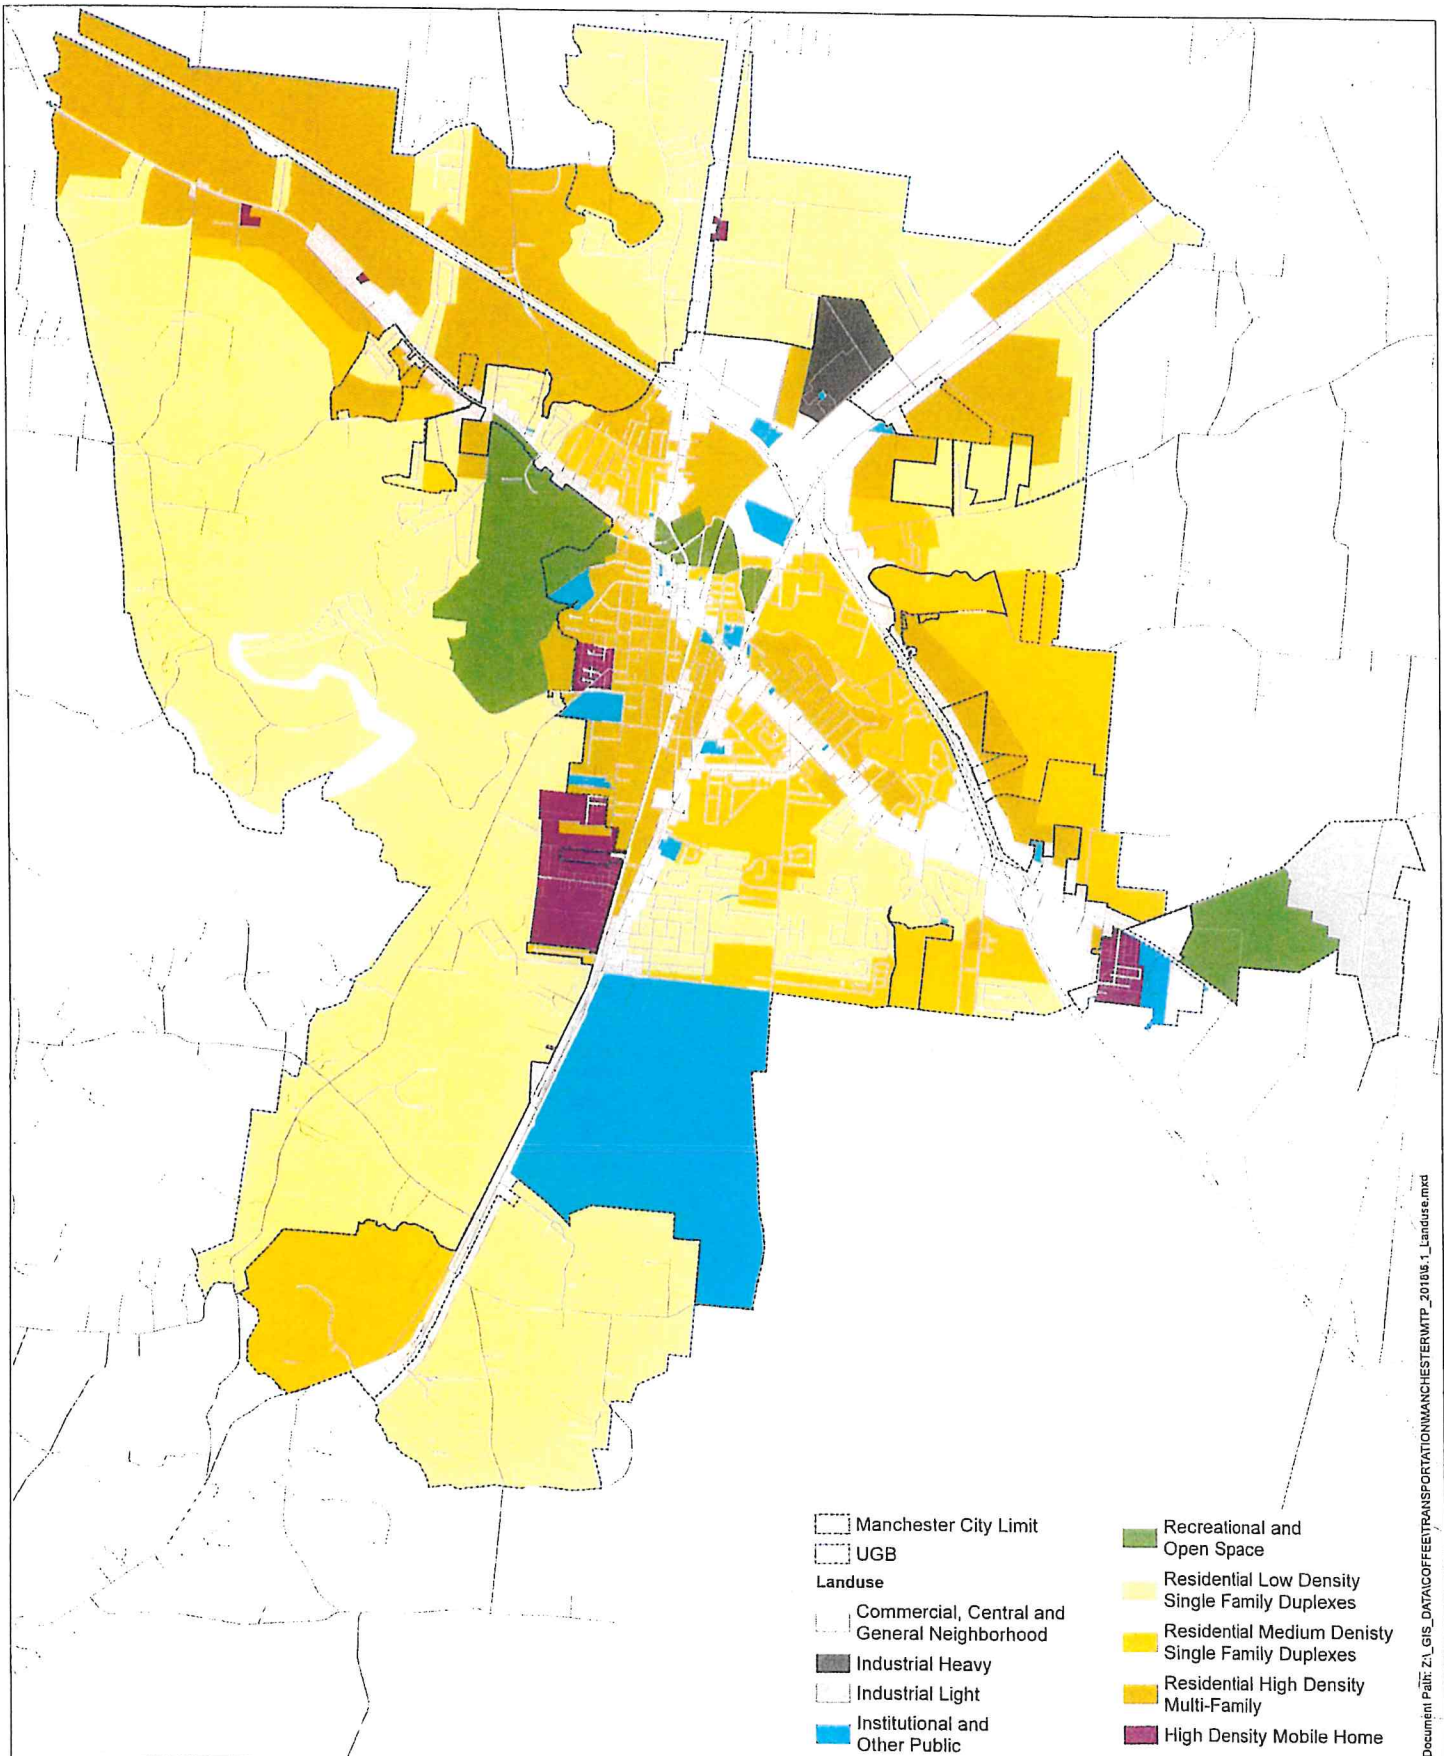 Manchester City Limit
UGB
Landuse
Commercial, Central and
General Neighborhood
Industrial Heavy
Industrial Light
Institutional and
Other Public
Recreational and
Open Space
Residential Low Density
Single Family Duplexes
Residential Medium Denisty
Single Family Duplexes
Residential High Density
Multi-Family
High Density Mobile Home
Document Path: Z:\_GIS_DATA\COFFEE\TRANSPORTATION\MANCHESTER\MTP_2018\5.1_Landuse.mxd